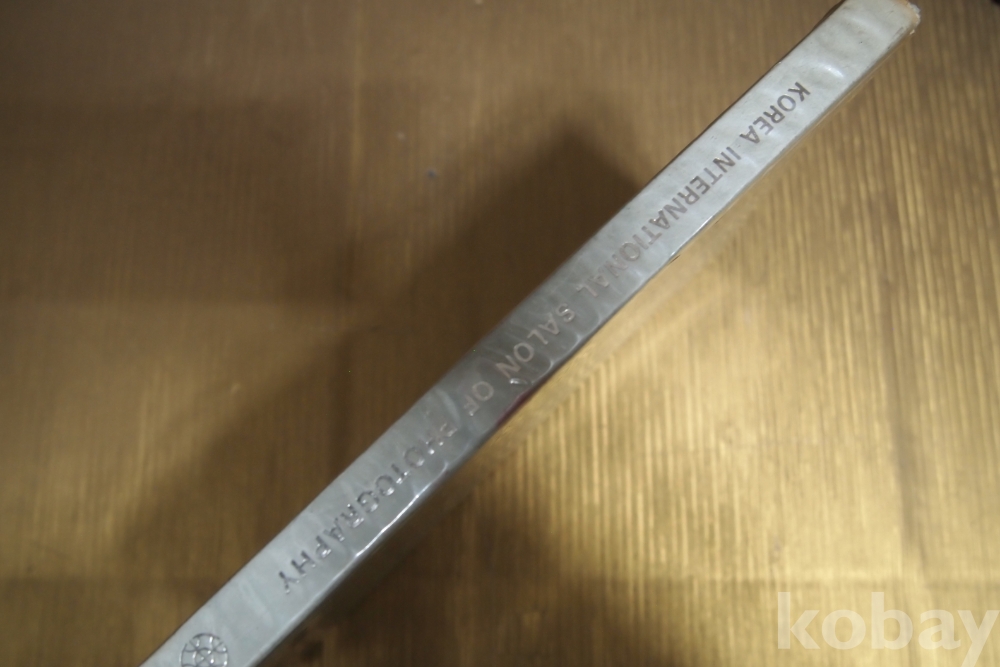 KOREA INTERNATIONAL SALON OF PHOTOGRAPHY
kobay